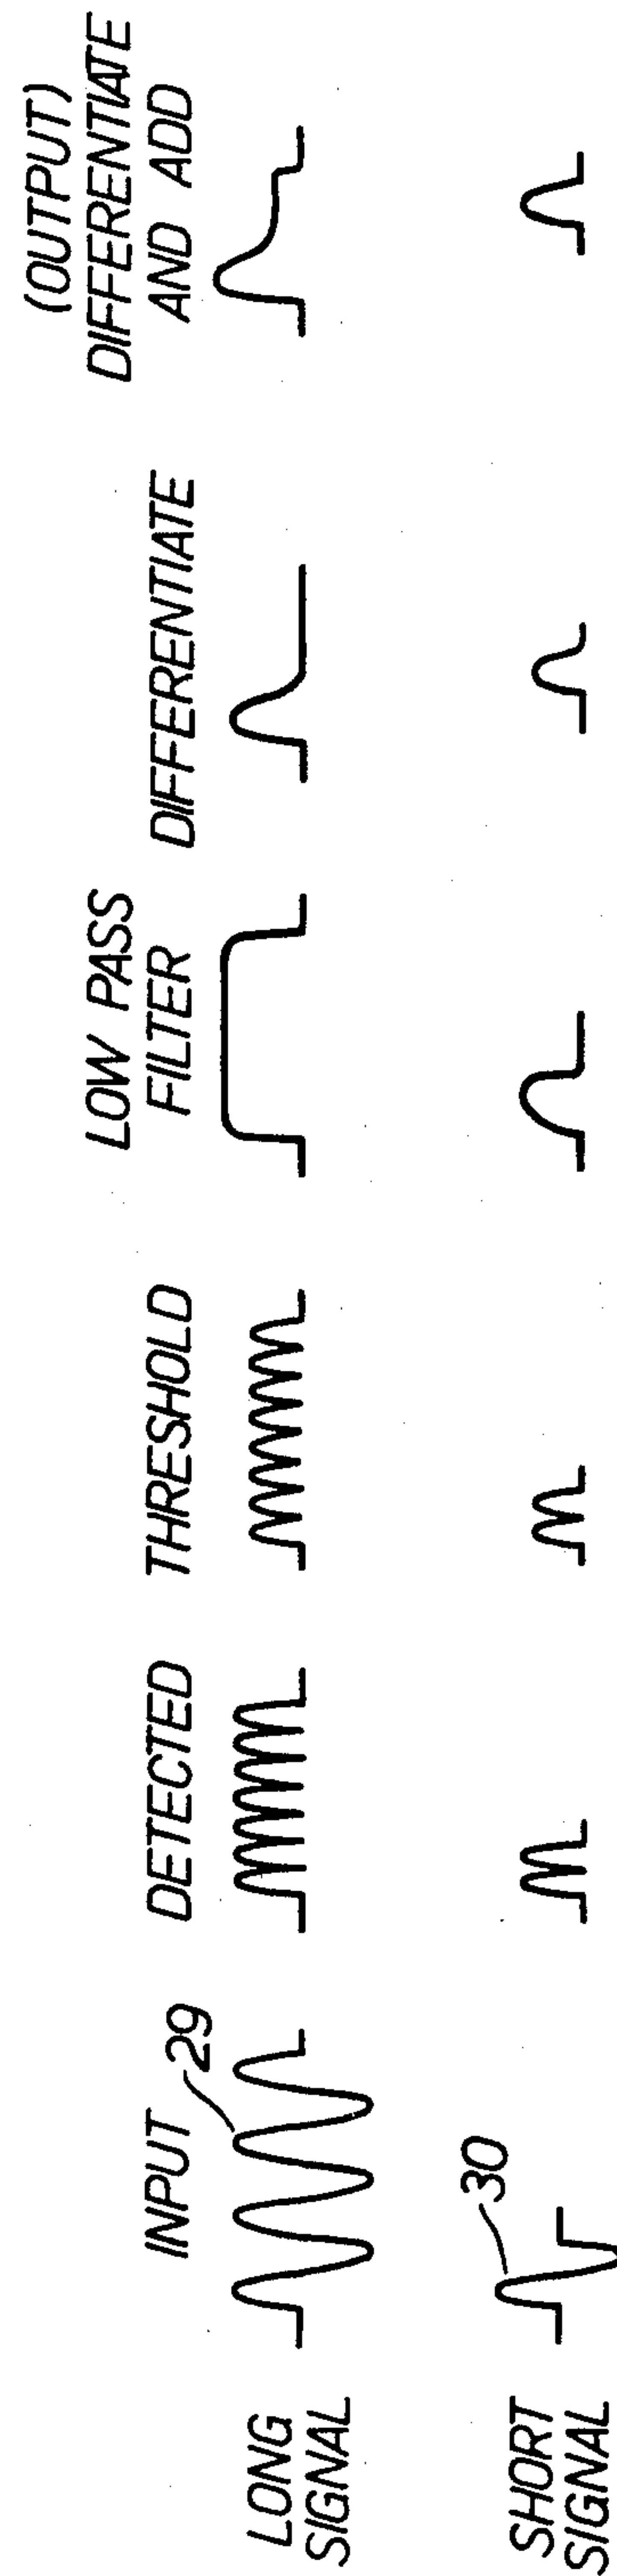 INPUT
DETECTED
THRESHOLD
LOW PASS
FILTER
DIFFERENTIATE
(OUTPUT)
DIFFERENTIATE
AND ADD
LONG
SIGNAL
29
SHORT
SIGNAL
30